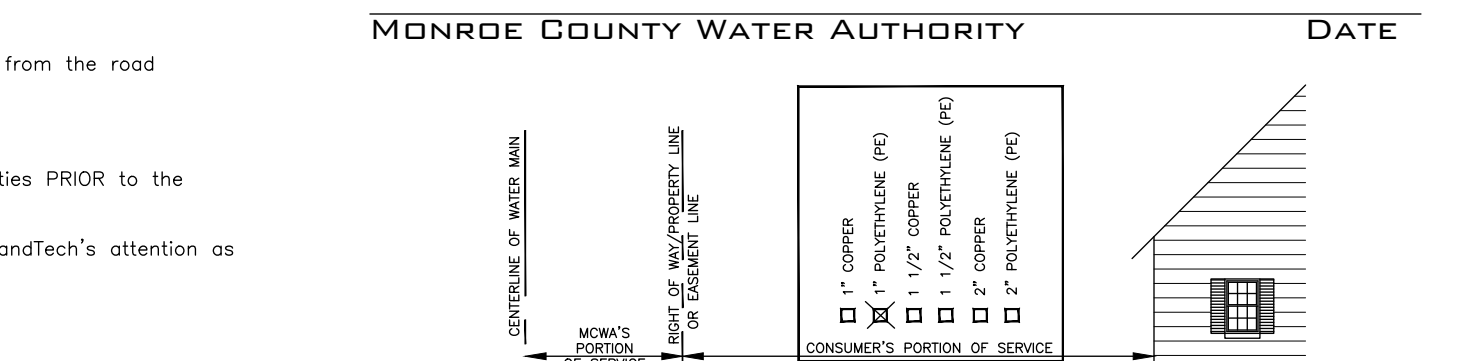 MONROE COUNTY WATER AUTHORITY DATE
from the road
ties PRIOR to the
andTech's attention as
CENTERLINE OF WATER MAIN
RIGHT OF WAY/PROPERTY LINE
OR EASEMENT LINE
1" COPPER
1" POLYETHYLENE (PE)
1 1/2" COPPER
1 1/2" POLYETHYLENE (PE)
2" COPPER
2" POLYETHYLENE (PE)
MCWA'S
PORTION
OF SERVICE
CONSUMER'S PORTION OF SERVICE